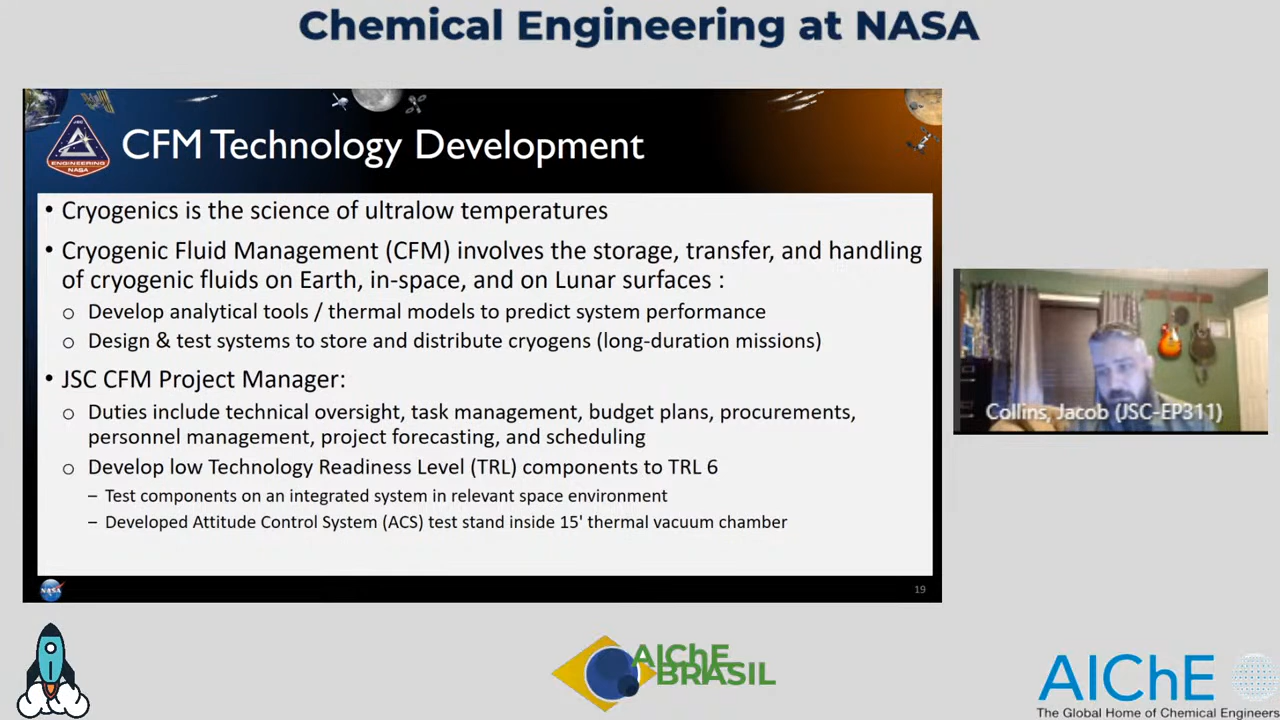 Chemical Engineering at NASA
JSC
ENGINEERING
NASA
CFM Technology Development
• Cryogenics is the science of ultralow temperatures
• Cryogenic Fluid Management (CFM) involves the storage, transfer, and handling
of cryogenic fluids on Earth, in-space, and on Lunar surfaces :
o Develop analytical tools / thermal models to predict system performance
o Design & test systems to store and distribute cryogens (long-duration missions)
• JSC CFM Project Manager:
o Duties include technical oversight, task management, budget plans, procurements,
personnel management, project forecasting, and scheduling
o Develop low Technology Readiness Level (TRL) components to TRL 6
– Test components on an integrated system in relevant space environment
– Developed Attitude Control System (ACS) test stand inside 15' thermal vacuum chamber
NASA
19
Collins, Jacob (JSC-EP311)
AIChE
BRASIL
AIChE
The Global Home of Chemical Engineers